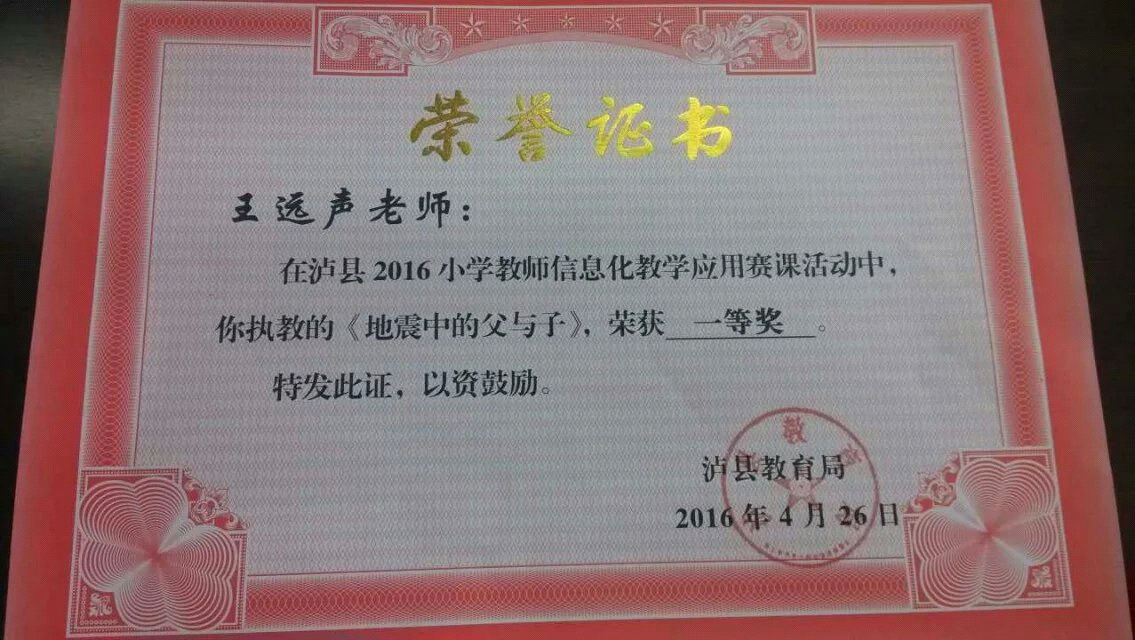 荣誉证书
王远声老师：
在泸县2016小学教师信息化教学应用赛课活动中，
你执教的《地震中的父与子》，荣获 一等奖 。
特发此证，以资鼓励。
泸县教育局
2016年4月26日